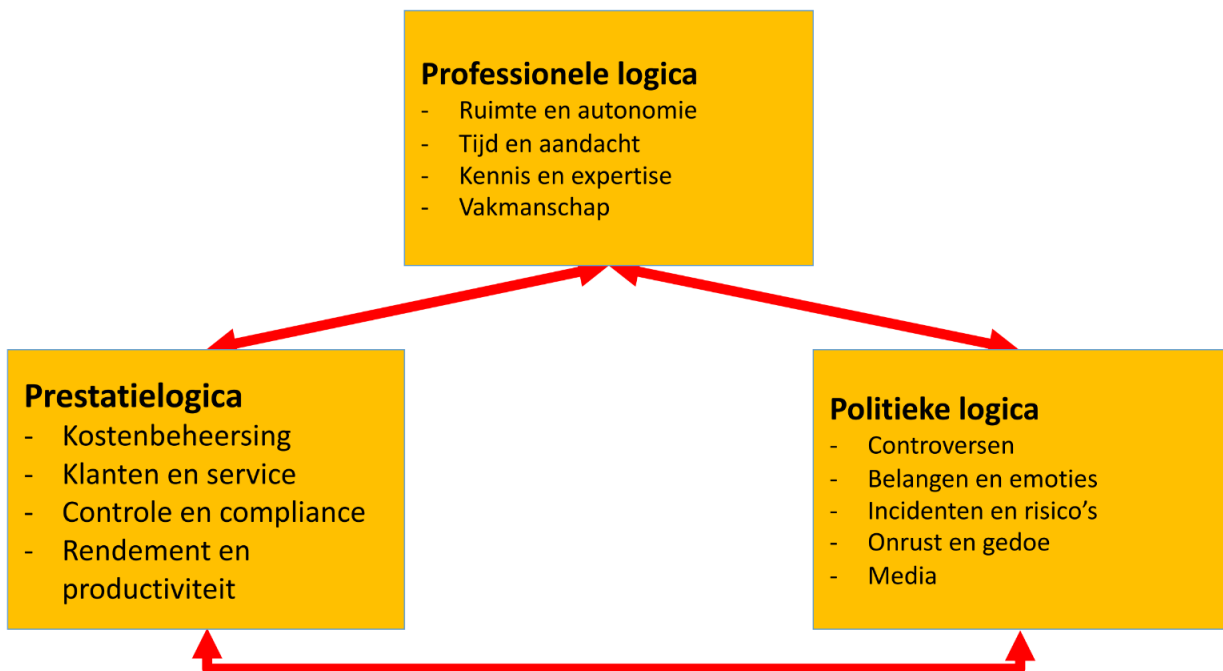 Professionele logica
- Ruimte en autonomie
- Tijd en aandacht
- Kennis en expertise
- Vakmanschap
Prestatielogica
- Kostenbeheersing
- Klanten en service
- Controle en compliance
- Rendement en
productiviteit
Politieke logica
- Controversen
- Belangen en emoties
- Incidenten en risico’s
- Onrust en gedoe
- Media